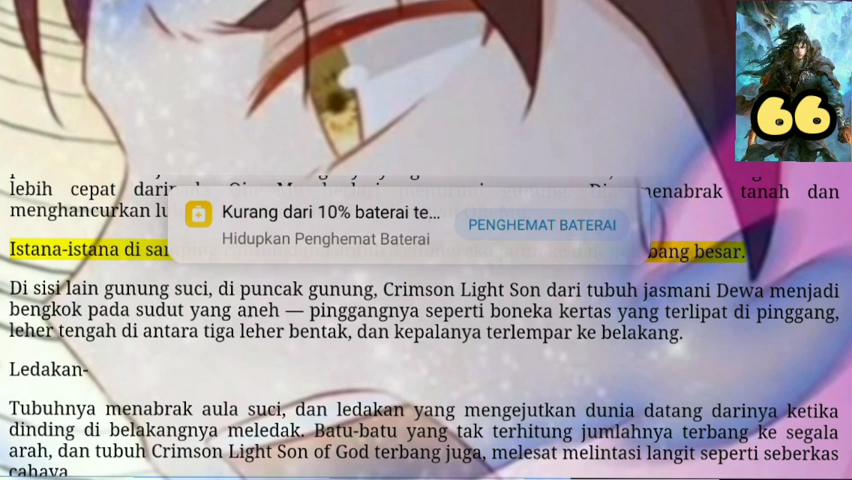 66
lebih cepat dari menabrak tanah dan
menghancurkan
Istana-istana di besar.
Kurang dari 10% baterai te...
Hidupkan Penghemat Baterai
PENGHEMAT BATERAI
Di sisi lain gunung suci, di puncak gunung, Crimson Light Son dari tubuh jasmani Dewa menjadi
bengkok pada sudut yang aneh — pinggangnya seperti boneka kertas yang terlipat di pinggang,
leher tengah di antara tiga leher bentak, dan kepalanya terlempar ke belakang.
Ledakan-
Tubuhnya menabrak aula suci, dan ledakan yang mengejutkan dunia datang darinya ketika
dinding di belakangnya meledak. Batu-batu yang tak terhitung jumlahnya terbang ke segala
arah, dan tubuh Crimson Light Son of God terbang juga, melesat melintasi langit seperti seberkas
cahaya